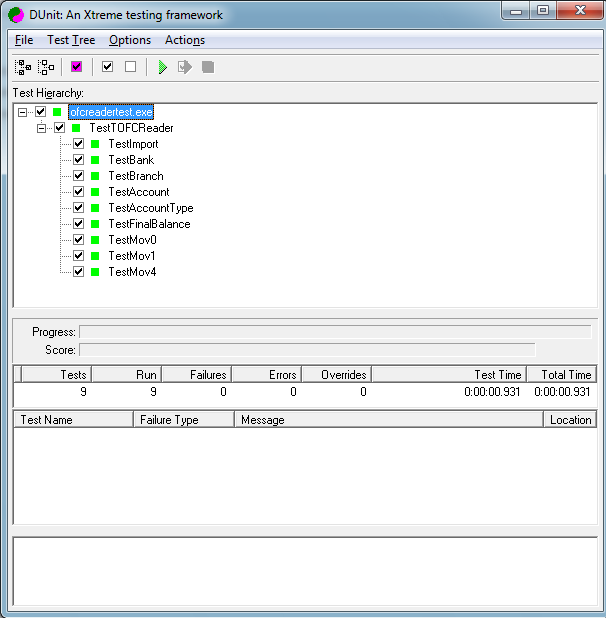 DUnit: An Xtreme testing framework
File Test Tree Options Actions
Test Hierarchy:
ofcreadertest.exe
TestTOFCReader
TestImport
TestBank
TestBranch
TestAccount
TestAccountType
TestFinalBalance
TestMov0
TestMov1
TestMov4
Progress:
Score:
Tests Run Failures Errors Overrides Test Time Total Time
9 9 0 0 0 0:00:00.931 0:00:00.931
Test Name Failure Type Message Location